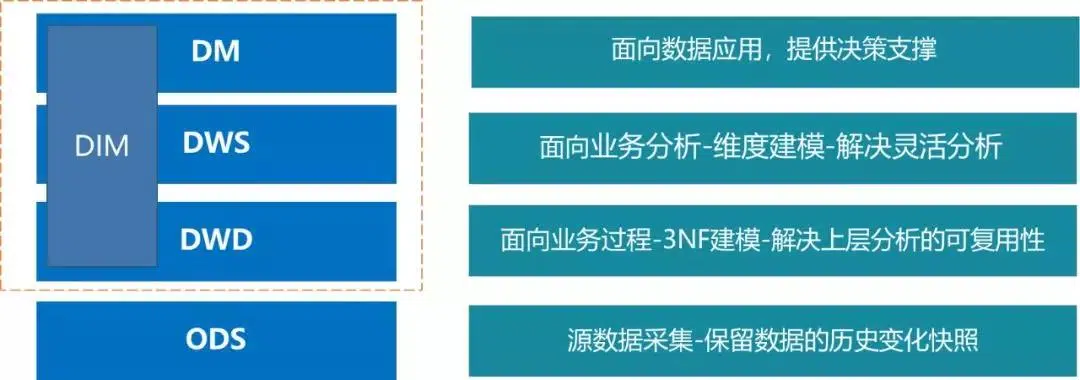 DM
面向数据应用，提供决策支撑
DIM
DWS
面向业务分析-维度建模-解决灵活分析
DWD
面向业务过程-3NF建模-解决上层分析的可复用性
ODS
源数据采集-保留数据的历史变化快照